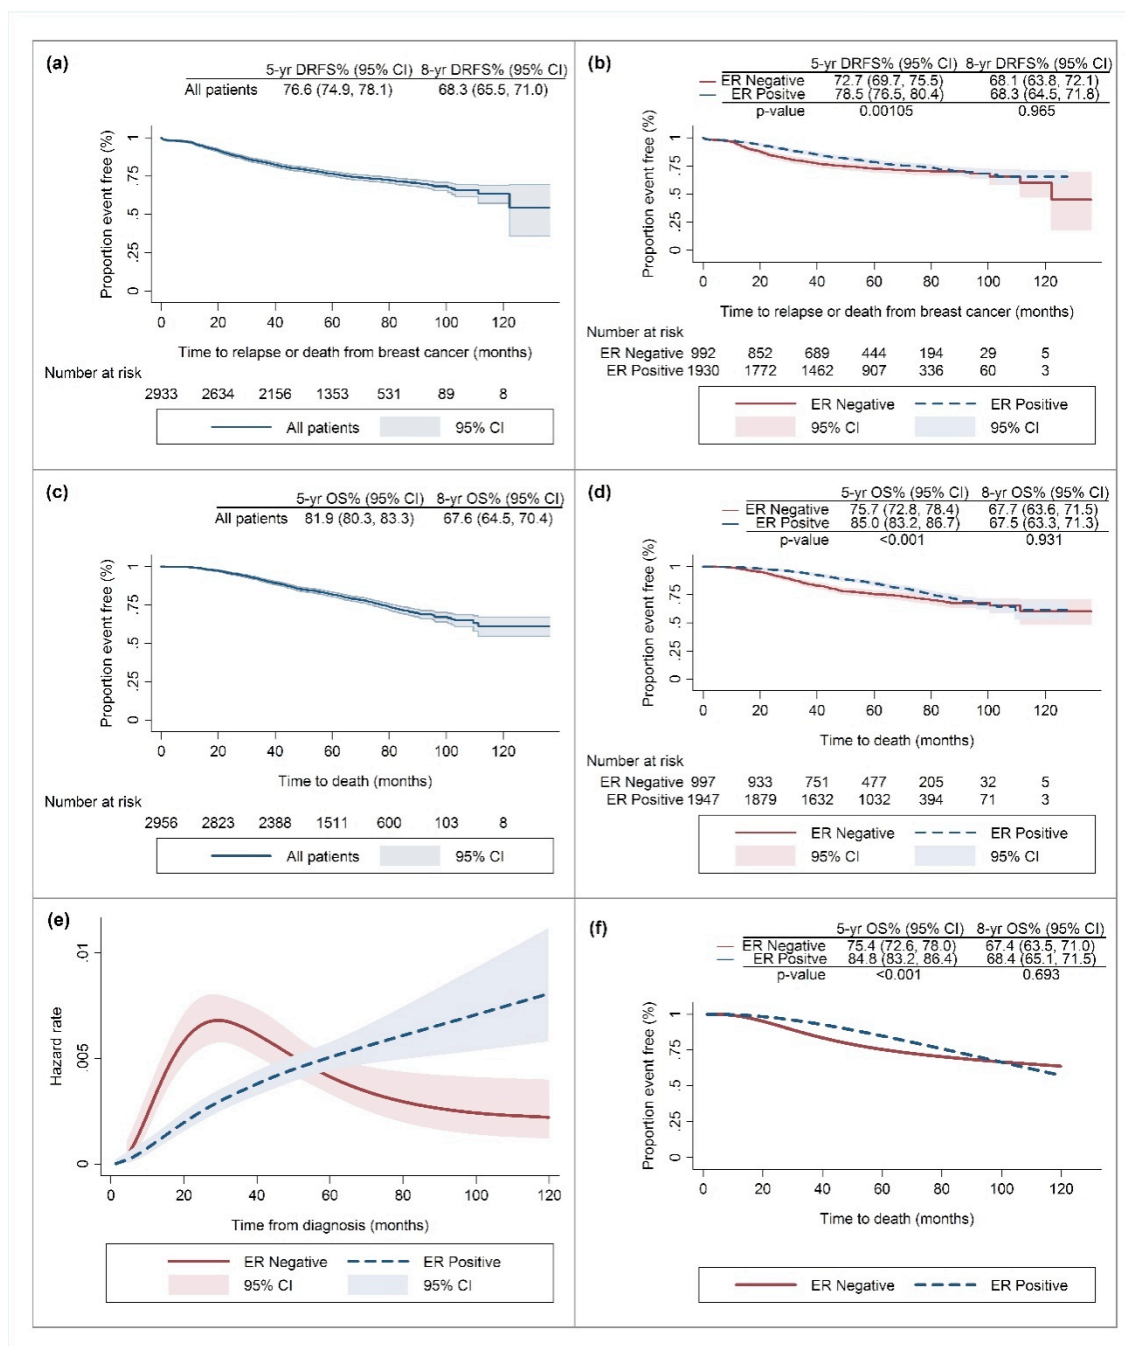 (a)
5-yr DRFS% (95% CI) 8-yr DRFS% (95% CI)
All patients 76.6 (74.9, 78.1) 68.3 (65.5, 71.0)
Proportion event free (%)
1
.75
.5
.25
0
0 20 40 60 80 100 120
Time to relapse or death from breast cancer (months)
Number at risk
2933 2634 2156 1353 531 89 8
All patients 95% CI
(b)
5-yr DRFS% (95% CI) 8-yr DRFS% (95% CI)
ER Negative 72.7 (69.7, 75.5) 68.1 (63.8, 72.1)
ER Positve 78.5 (76.5, 80.4) 68.3 (64.5, 71.8)
p-value 0.00105 0.965
Proportion event free (%)
1
.75
.5
.25
0
0 20 40 60 80 100 120
Time to relapse or death from breast cancer (months)
Number at risk
ER Negative 992 852 689 444 194 29 5
ER Positive 1930 1772 1462 907 336 60 3
ER Negative ER Positive
95% CI 95% CI
(c)
5-yr OS% (95% CI) 8-yr OS% (95% CI)
All patients 81.9 (80.3, 83.3) 67.6 (64.5, 70.4)
Proportion event free (%)
1
.75
.5
.25
0
0 20 40 60 80 100 120
Time to death (months)
Number at risk
2956 2823 2388 1511 600 103 8
All patients 95% CI
(d)
5-yr OS% (95% CI) 8-yr OS% (95% CI)
ER Negative 75.7 (72.8, 78.4) 67.7 (63.6, 71.5)
ER Positve 85.0 (83.2, 86.7) 67.5 (63.3, 71.3)
p-value <0.001 0.931
Proportion event free (%)
1
.75
.5
.25
0
0 20 40 60 80 100 120
Time to death (months)
Number at risk
ER Negative 997 933 751 477 205 32 5
ER Positive 1947 1879 1632 1032 394 71 3
ER Negative ER Positive
95% CI 95% CI
(e)
Hazard rate
.01
.005
0
0 20 40 60 80 100 120
Time from diagnosis (months)
ER Negative ER Positive
95% CI 95% CI
(f)
5-yr OS% (95% CI) 8-yr OS% (95% CI)
ER Negative 75.4 (72.6, 78.0) 67.4 (63.5, 71.0)
ER Positve 84.8 (83.2, 86.4) 68.4 (65.1, 71.5)
p-value <0.001 0.693
Proportion event free (%)
1
.75
.5
.25
0
0 20 40 60 80 100 120
Time to death (months)
ER Negative ER Positive